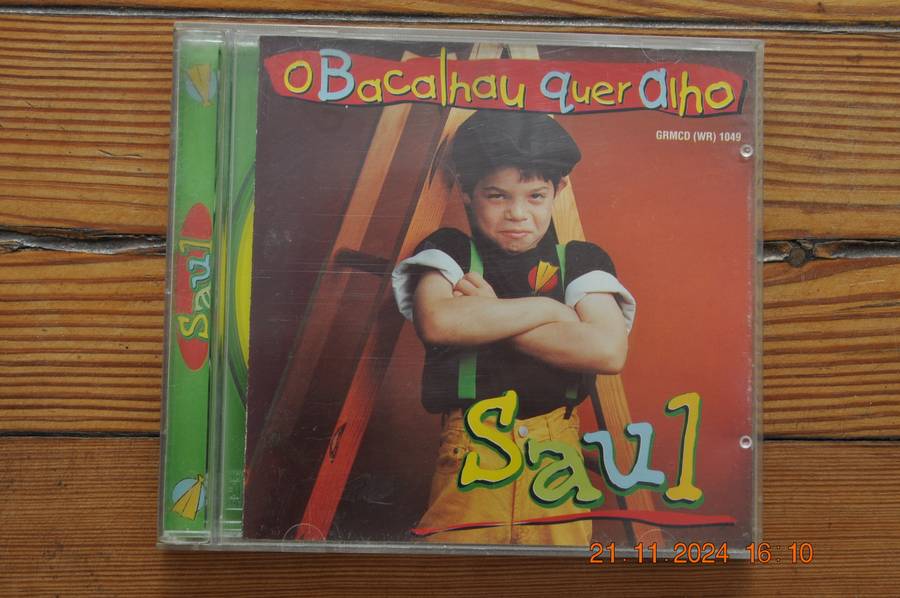 O Bacalhau quer alho
GRMCD (WR) 1049
Saul
Saul
21.11.2024 16:10